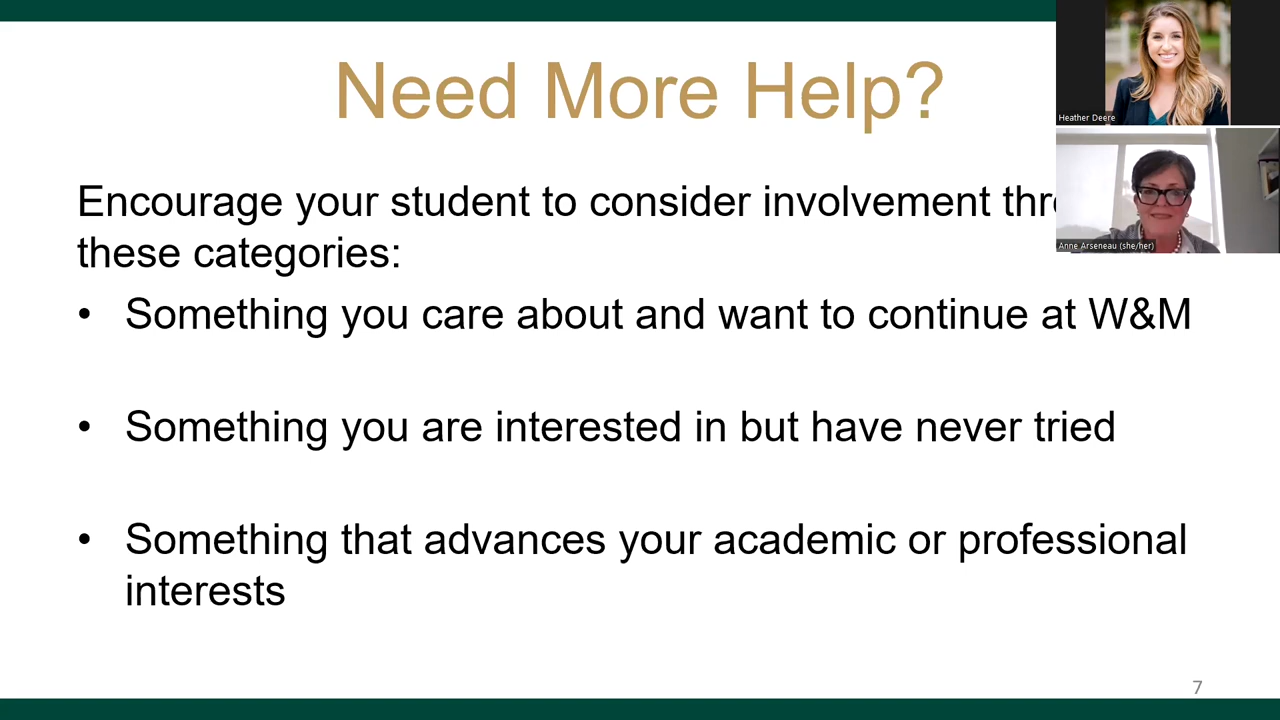 Need More Help?
Heather Deere
Encourage your student to consider involvement
Anne Arseneau (she/her)
these categories:
• Something you care about and want to continue at W&M
• Something you are interested in but have never tried
• Something that advances your academic or professional
interests
7